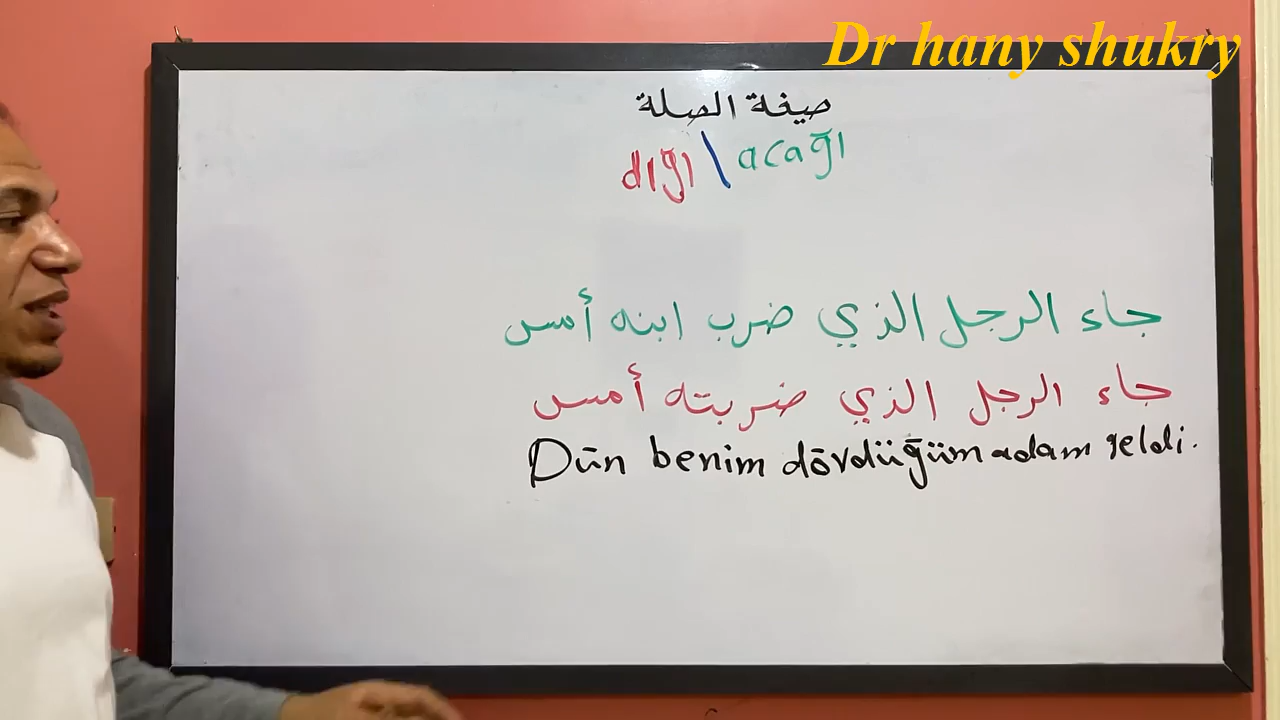 Dr hany shukry
صيغة الصلة
dığı \ acağı
جاء الرجل الذي ضرب ابنه أمس
جاء الرجل الذي ضربته أمس
Dün benim dövdüğüm adam geldi.